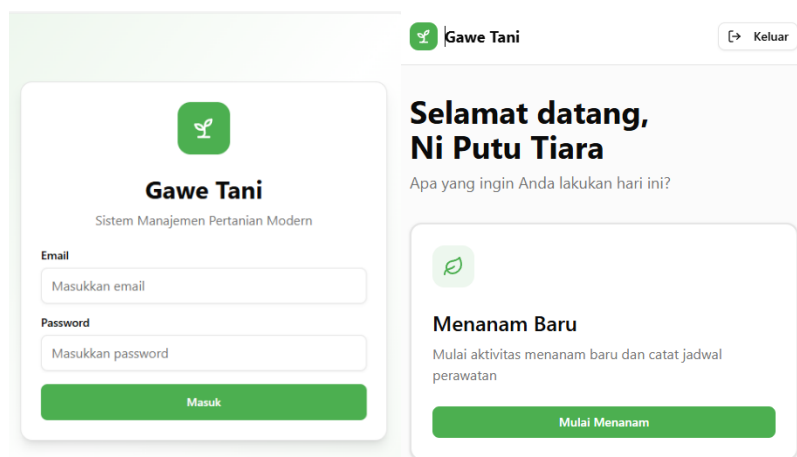 Gawe Tani
Sistem Manajemen Pertanian Modern
Email
Masukkan email
Password
Masukkan password
Masuk
Gawe Tani
Keluar
Selamat datang,
Ni Putu Tiara
Apa yang ingin Anda lakukan hari ini?
Menanam Baru
Mulai aktivitas menanam baru dan catat jadwal
perawatan
Mulai Menanam